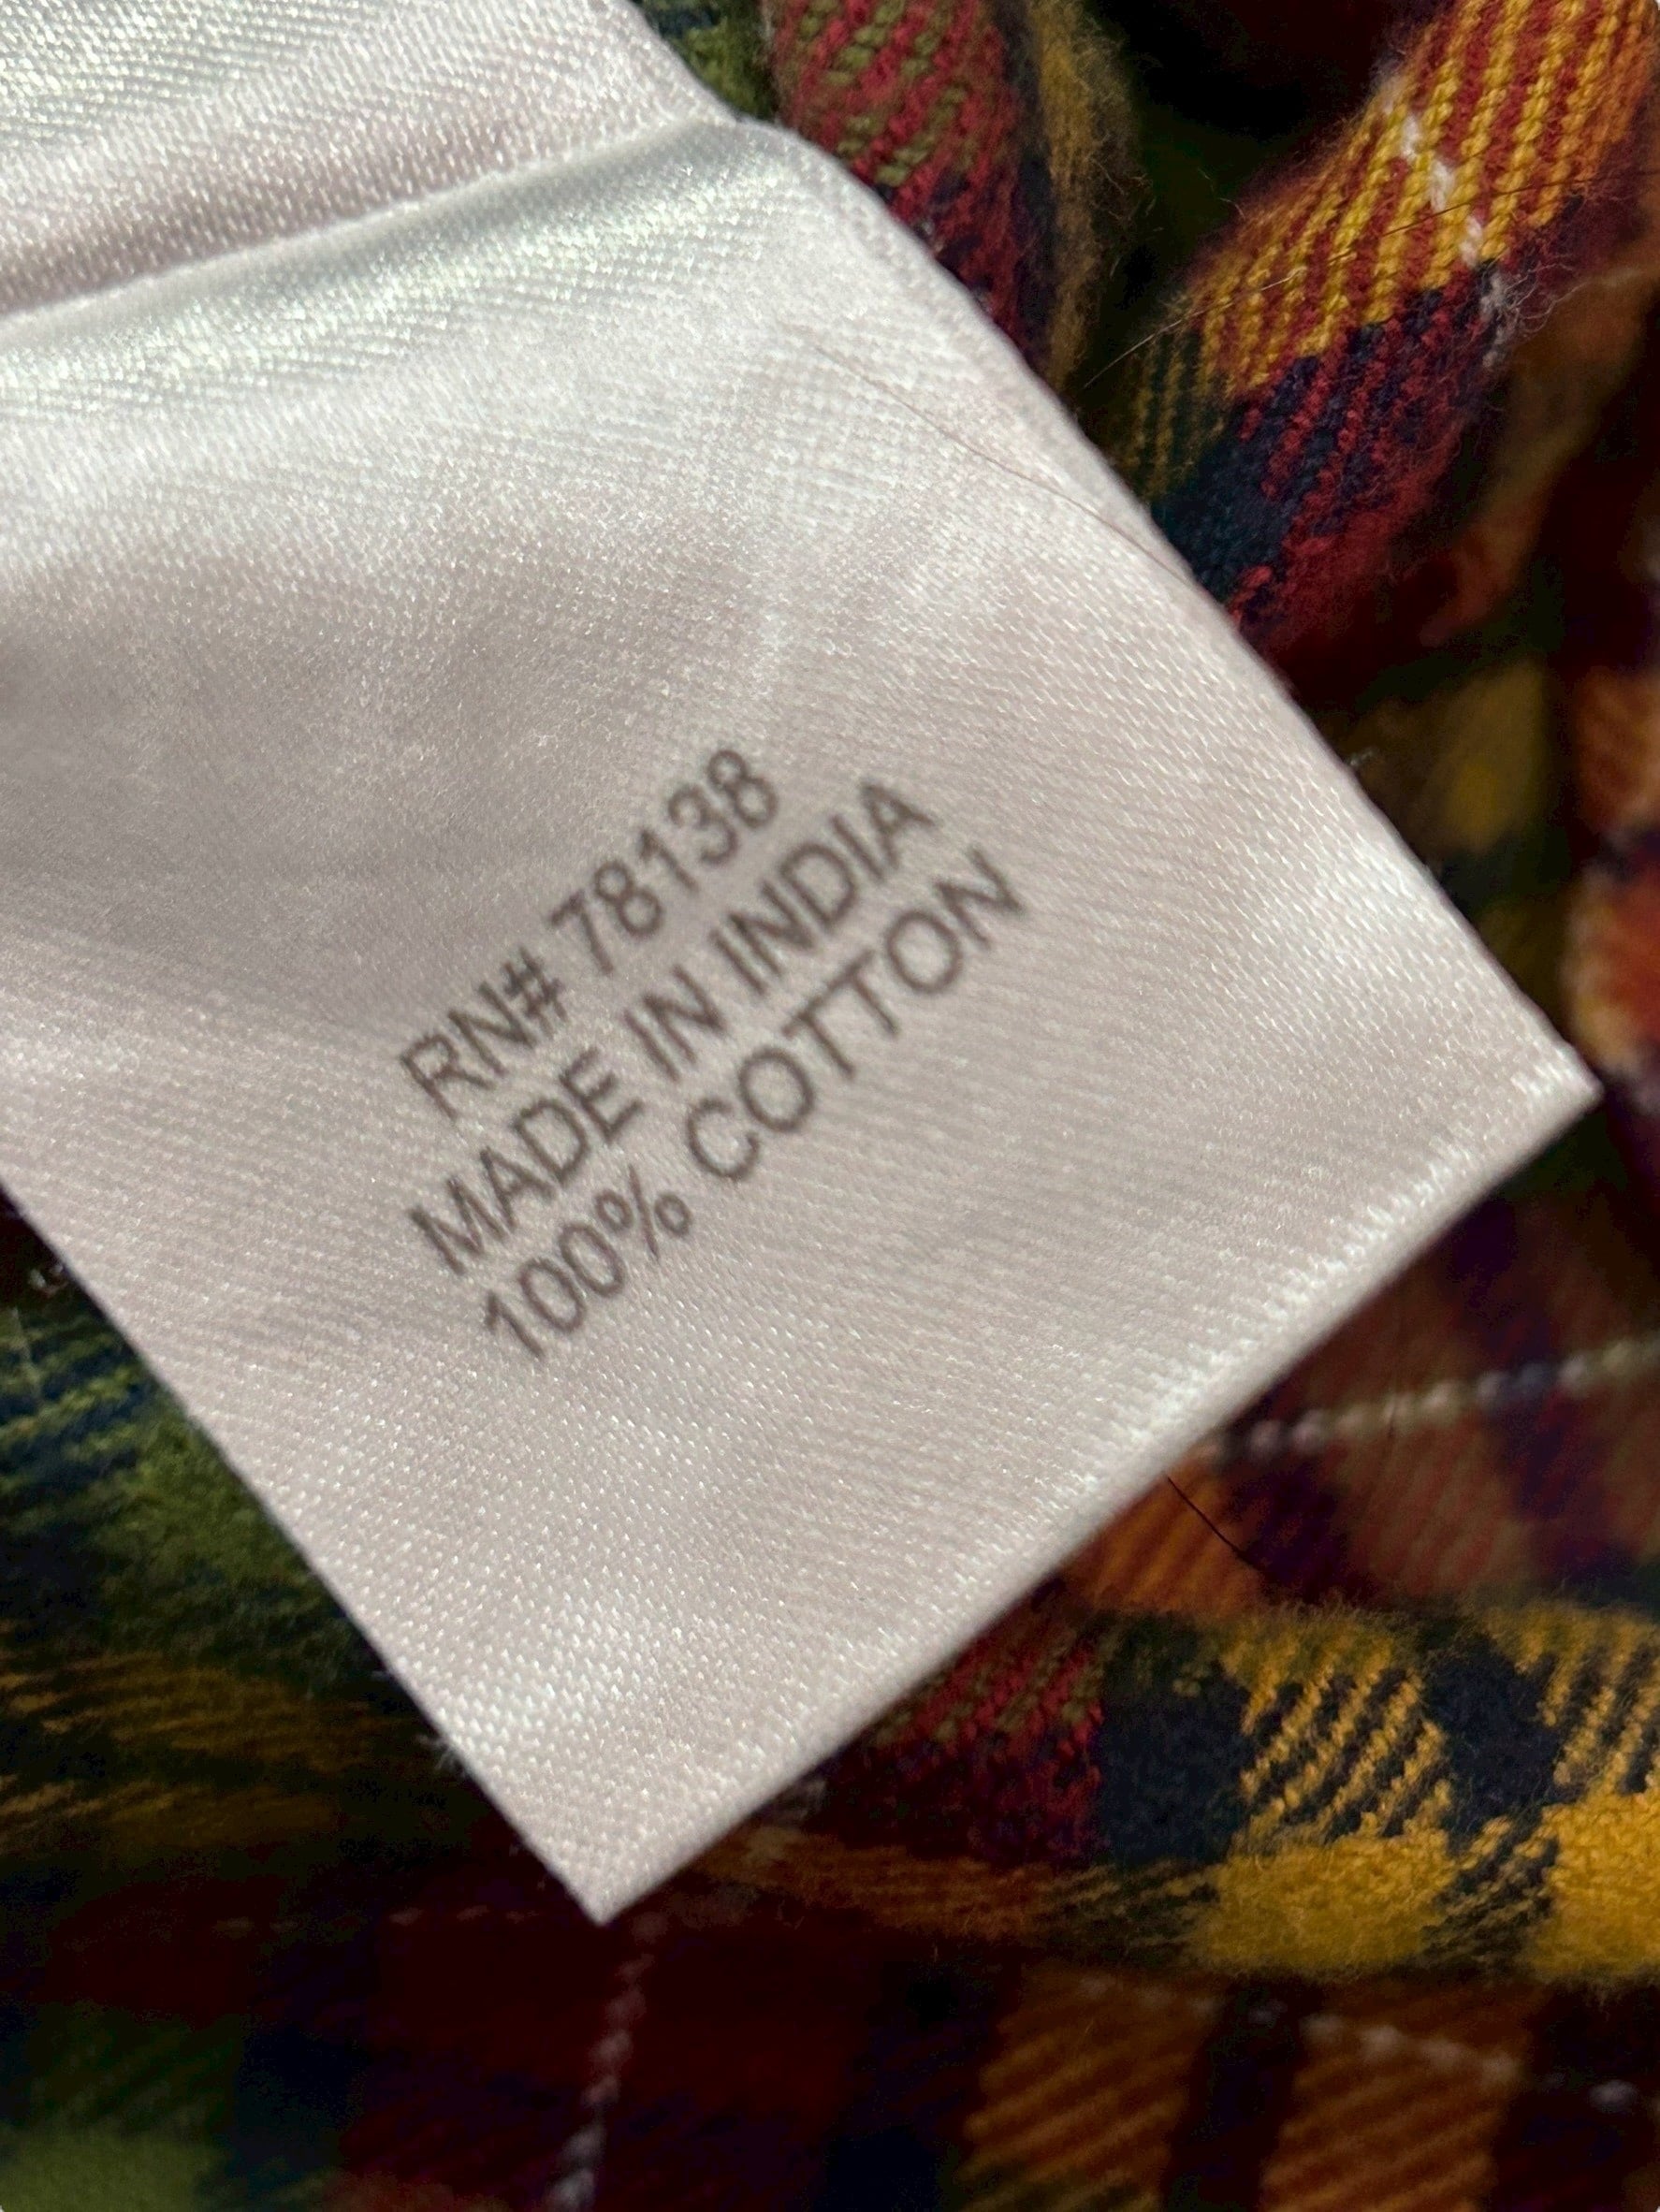 RN# 78138
MADE IN INDIA
100% COTTON